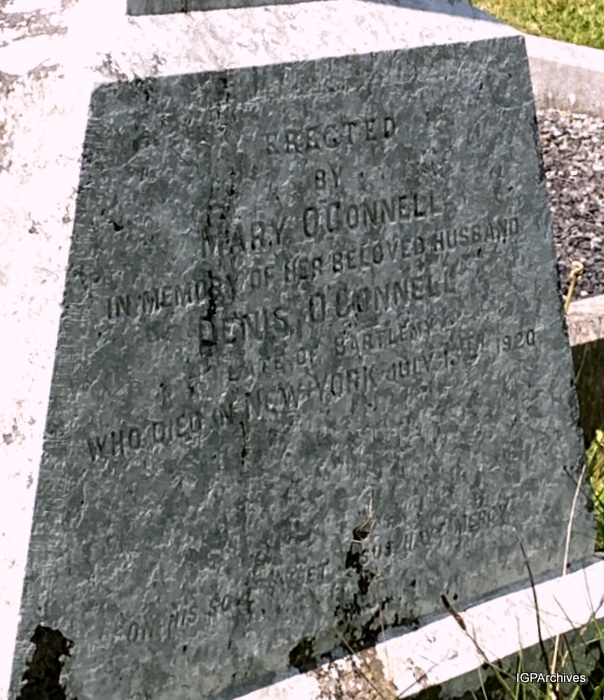 ERECTED
BY
MARY O'CONNELL
IN MEMORY OF HER BELOVED HUSBAND
DENIS O'CONNELL
LATE OF BARTLEMY
WHO DIED IN NEW YORK JULY 1920
ON HIS SOUL SWEET JESUS HAVE MERCY
IGPArchives